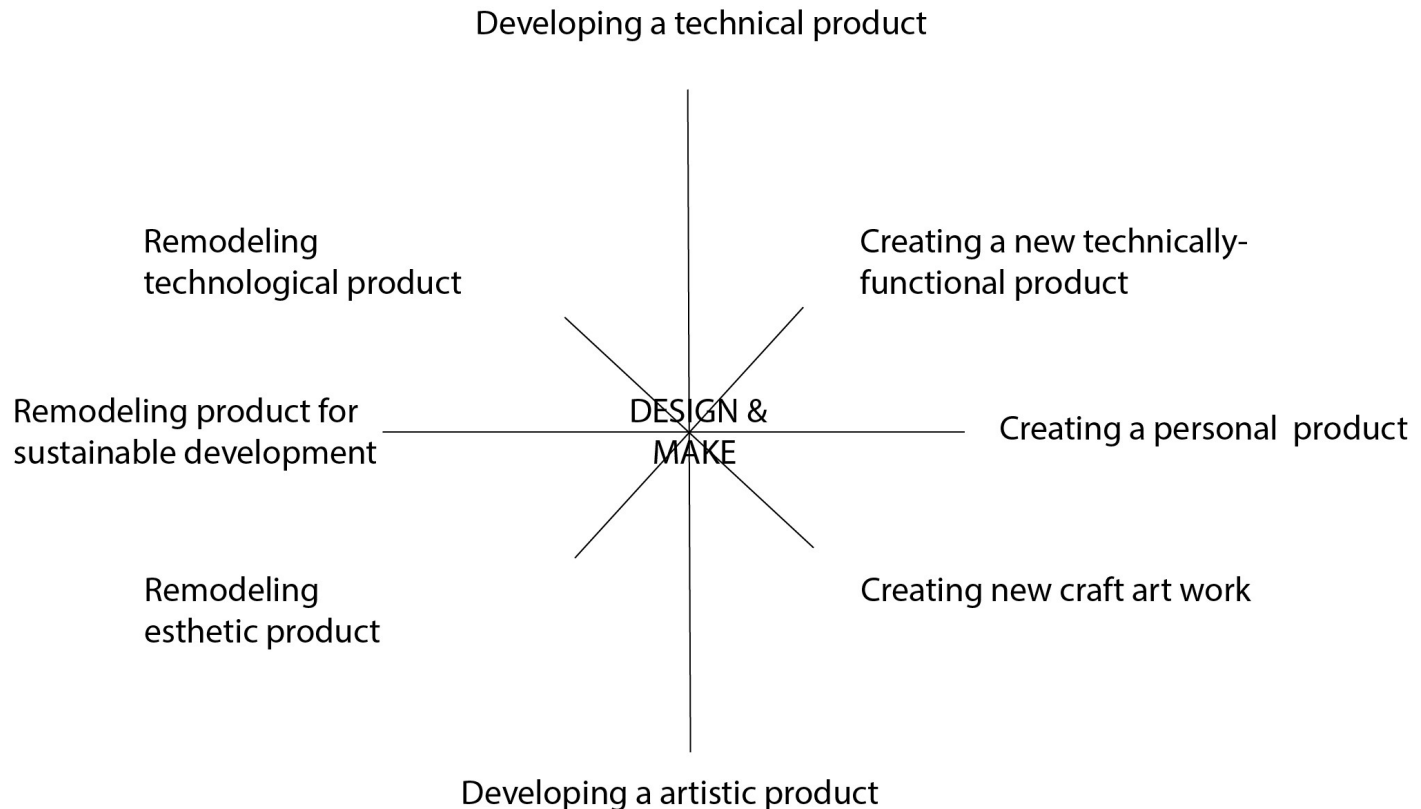 Developing a technical product
Remodeling
technological product
Creating a new technically-
functional product
Remodeling product for
sustainable development
DESIGN &
MAKE
Creating a personal  product
Remodeling
esthetic product
Creating new craft art work
Developing a artistic product